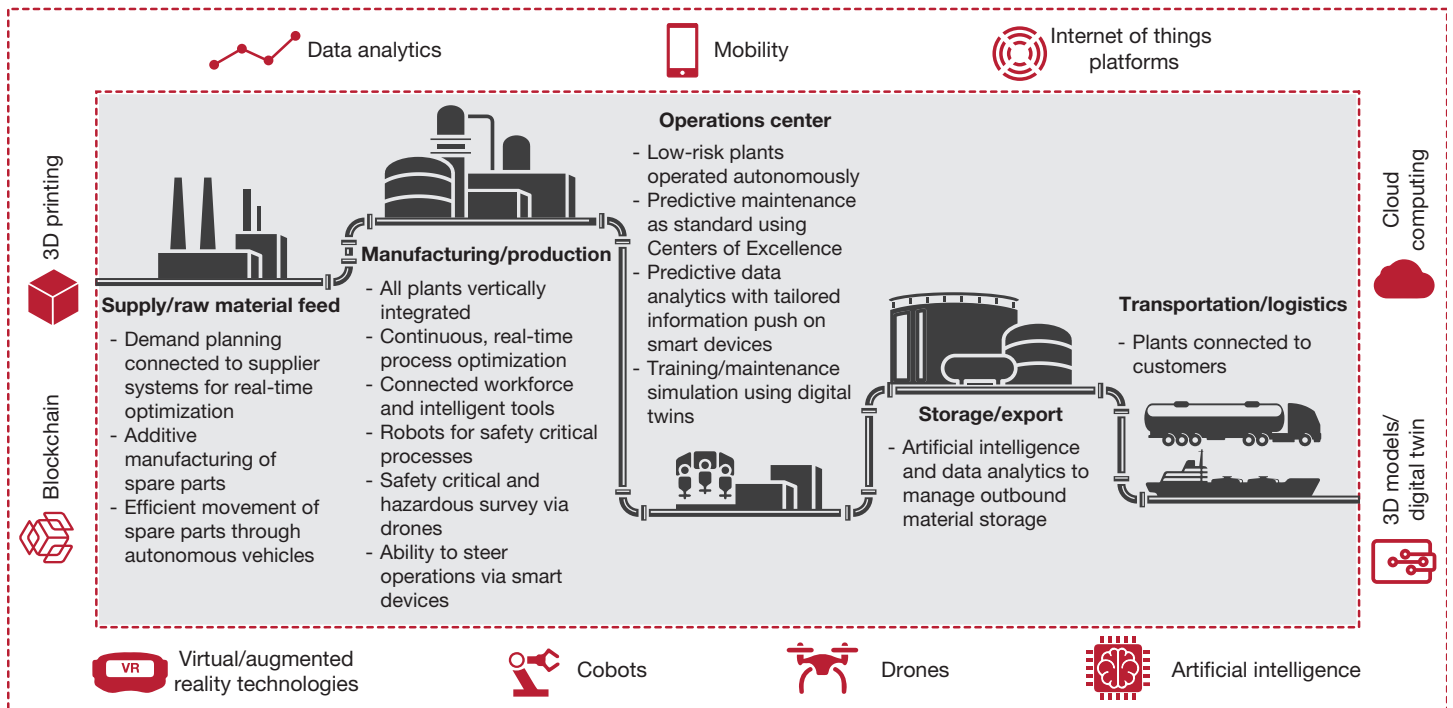 Data analytics
Mobility
Internet of things
platforms
3D printing
Blockchain
Supply/raw material feed
- Demand planning
connected to supplier
systems for real-time
optimization
- Additive
manufacturing of
spare parts
- Efficient movement of
spare parts through
autonomous vehicles
Manufacturing/production
- All plants vertically
integrated
- Continuous, real-time
process optimization
- Connected workforce
and intelligent tools
- Robots for safety critical
processes
- Safety critical and
hazardous survey via
drones
- Ability to steer
operations via smart
devices
Operations center
- Low-risk plants
operated autonomously
- Predictive maintenance
as standard using
Centers of Excellence
- Predictive data
analytics with tailored
information push on
smart devices
- Training/maintenance
simulation using digital
twins
Storage/export
- Artificial intelligence
and data analytics to
manage outbound
material storage
Transportation/logistics
- Plants connected to
customers
Cloud
computing
3D models/
digital twin
VR
Virtual/augmented
reality technologies
Cobots
Drones
Artificial intelligence